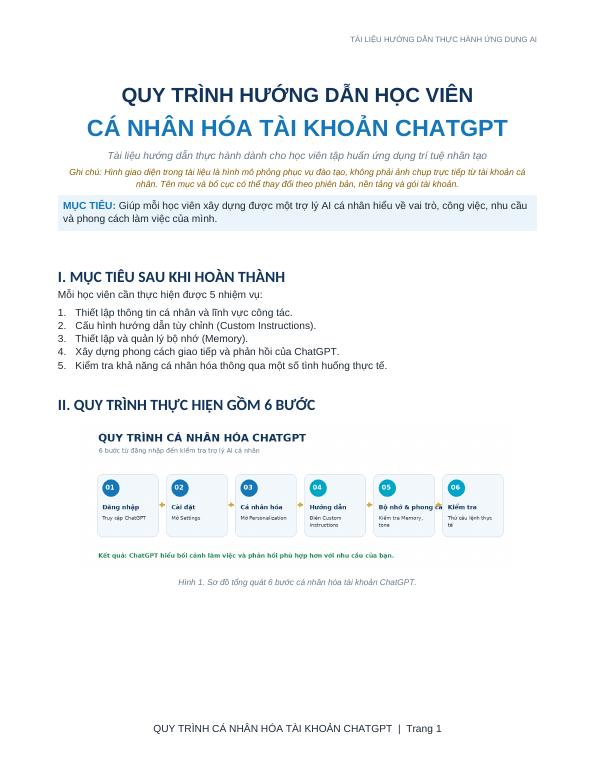 TÀI LIỆU HƯỚNG DẪN THỰC HÀNH ỨNG DỤNG AI
QUY TRÌNH HƯỚNG DẪN HỌC VIÊN
CÁ NHÂN HÓA TÀI KHOẢN CHATGPT
Tài liệu hướng dẫn thực hành dành cho học viên tập huấn ứng dụng trí tuệ nhân tạo
Ghi chú: Hình giao diện trong tài liệu là hình mô phỏng phục vụ đào tạo, không phải ảnh chụp trực tiếp từ tài khoản cá
nhân. Tên mục và bố cục có thể thay đổi theo phiên bản, nền tảng và gói tài khoản.
MỤC TIÊU: Giúp mỗi học viên xây dựng được một trợ lý AI cá nhân hiểu về vai trò, công việc, nhu cầu
và phong cách làm việc của mình.
I. MỤC TIÊU SAU KHI HOÀN THÀNH
Mỗi học viên cần thực hiện được 5 nhiệm vụ:
1. Thiết lập thông tin cá nhân và lĩnh vực công tác.
2. Cấu hình hướng dẫn tùy chỉnh (Custom Instructions).
3. Thiết lập và quản lý bộ nhớ (Memory).
4. Xây dựng phong cách giao tiếp và phản hồi của ChatGPT.
5. Kiểm tra khả năng cá nhân hóa thông qua một số tình huống thực tế.
II. QUY TRÌNH THỰC HIỆN GỒM 6 BƯỚC
QUY TRÌNH CÁ NHÂN HÓA CHATGPT
6 bước từ đăng nhập đến kiểm tra trợ lý AI cá nhân
01
Đăng nhập
Truy cập ChatGPT
02
Cài đặt
Mở Settings
03
Cá nhân hóa
Mở Personalization
04
Hướng dẫn
Điền Custom
Instructions
05
Bộ nhớ & phong cá
Kiểm tra Memory,
tone
06
Kiểm tra
Thử câu lệnh thực
tế
Kết quả: ChatGPT hiểu bối cảnh làm việc và phản hồi phù hợp hơn với nhu cầu của bạn.
Hình 1. Sơ đồ tổng quát 6 bước cá nhân hóa tài khoản ChatGPT.
QUY TRÌNH CÁ NHÂN HÓA TÀI KHOẢN CHATGPT | Trang 1